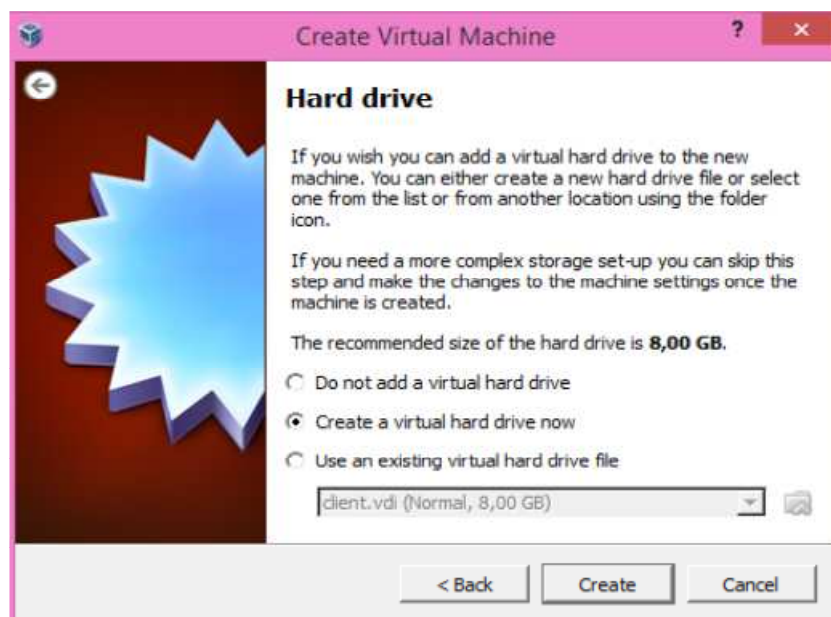 Create Virtual Machine
?
×
Hard drive
If you wish you can add a virtual hard drive to the new
machine. You can either create a new hard drive file or select
one from the list or from another location using the folder
icon.
If you need a more complex storage set-up you can skip this
step and make the changes to the machine settings once the
machine is created.
The recommended size of the hard drive is 8,00 GB.
Do not add a virtual hard drive
Create a virtual hard drive now
Use an existing virtual hard drive file
client.vdi (Normal, 8,00 GB)
< Back
Create
Cancel